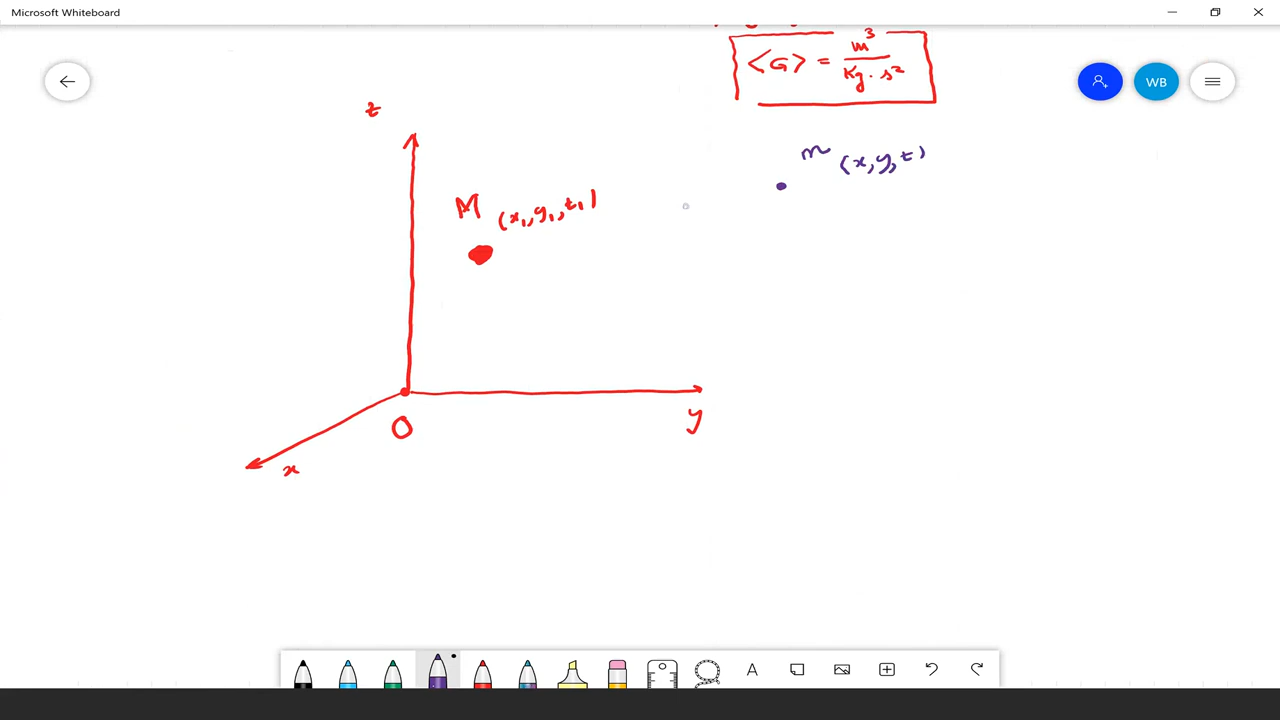 Microsoft Whiteboard
<G> = m³ / Kg · s²
WB
z
m (x, y, z)
M (x₁, y₁, z₁)
O
y
x
A